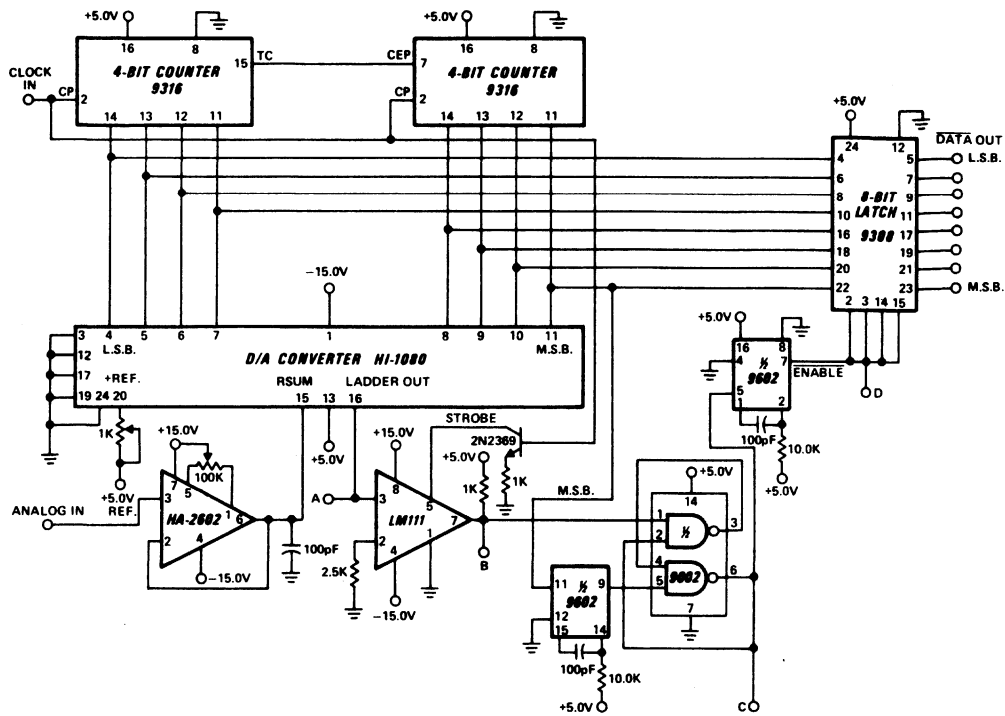 +5.0V
+5.0V
16
8
16
8
4-BIT COUNTER
9316
15
TC
CEP
7
4-BIT COUNTER
9316
CLOCK
IN
CP
2
CP
2
14
13
12
11
14
13
12
11
+5.0V
24
12
DATA OUT
4
5
L.S.B.
6
7
8
8-BIT
9
10
LATCH
11
16
9308
17
18
19
20
21
22
23
M.S.B.
2
3
14
15
-15.0V
3
4
5
6
7
1
8
9
10
11
L.S.B.
M.S.B.
12
D/A CONVERTER HI-1080
17
+REF.
RSUM
LADDER OUT
19
24
20
15
13
16
+5.0V
16
8
4
½
7
5
9602
ENABLE
1
2
D
100pF
10.0K
+5.0V
1K
+5.0V
REF.
+15.0V
100K
7
5
3
1
6
HA-2602
2
4
-15.0V
ANALOG IN
100pF
+5.0V
STROBE
2N2369
+15.0V
+5.0V
1K
1K
A
8
3
5
LM111
7
2
1
4
2.5K
-15.0V
B
M.S.B.
+5.0V
14
1
½
3
2
4
9002
6
5
7
11
½
9
9602
12
15
14
100pF
10.0K
+5.0V
C